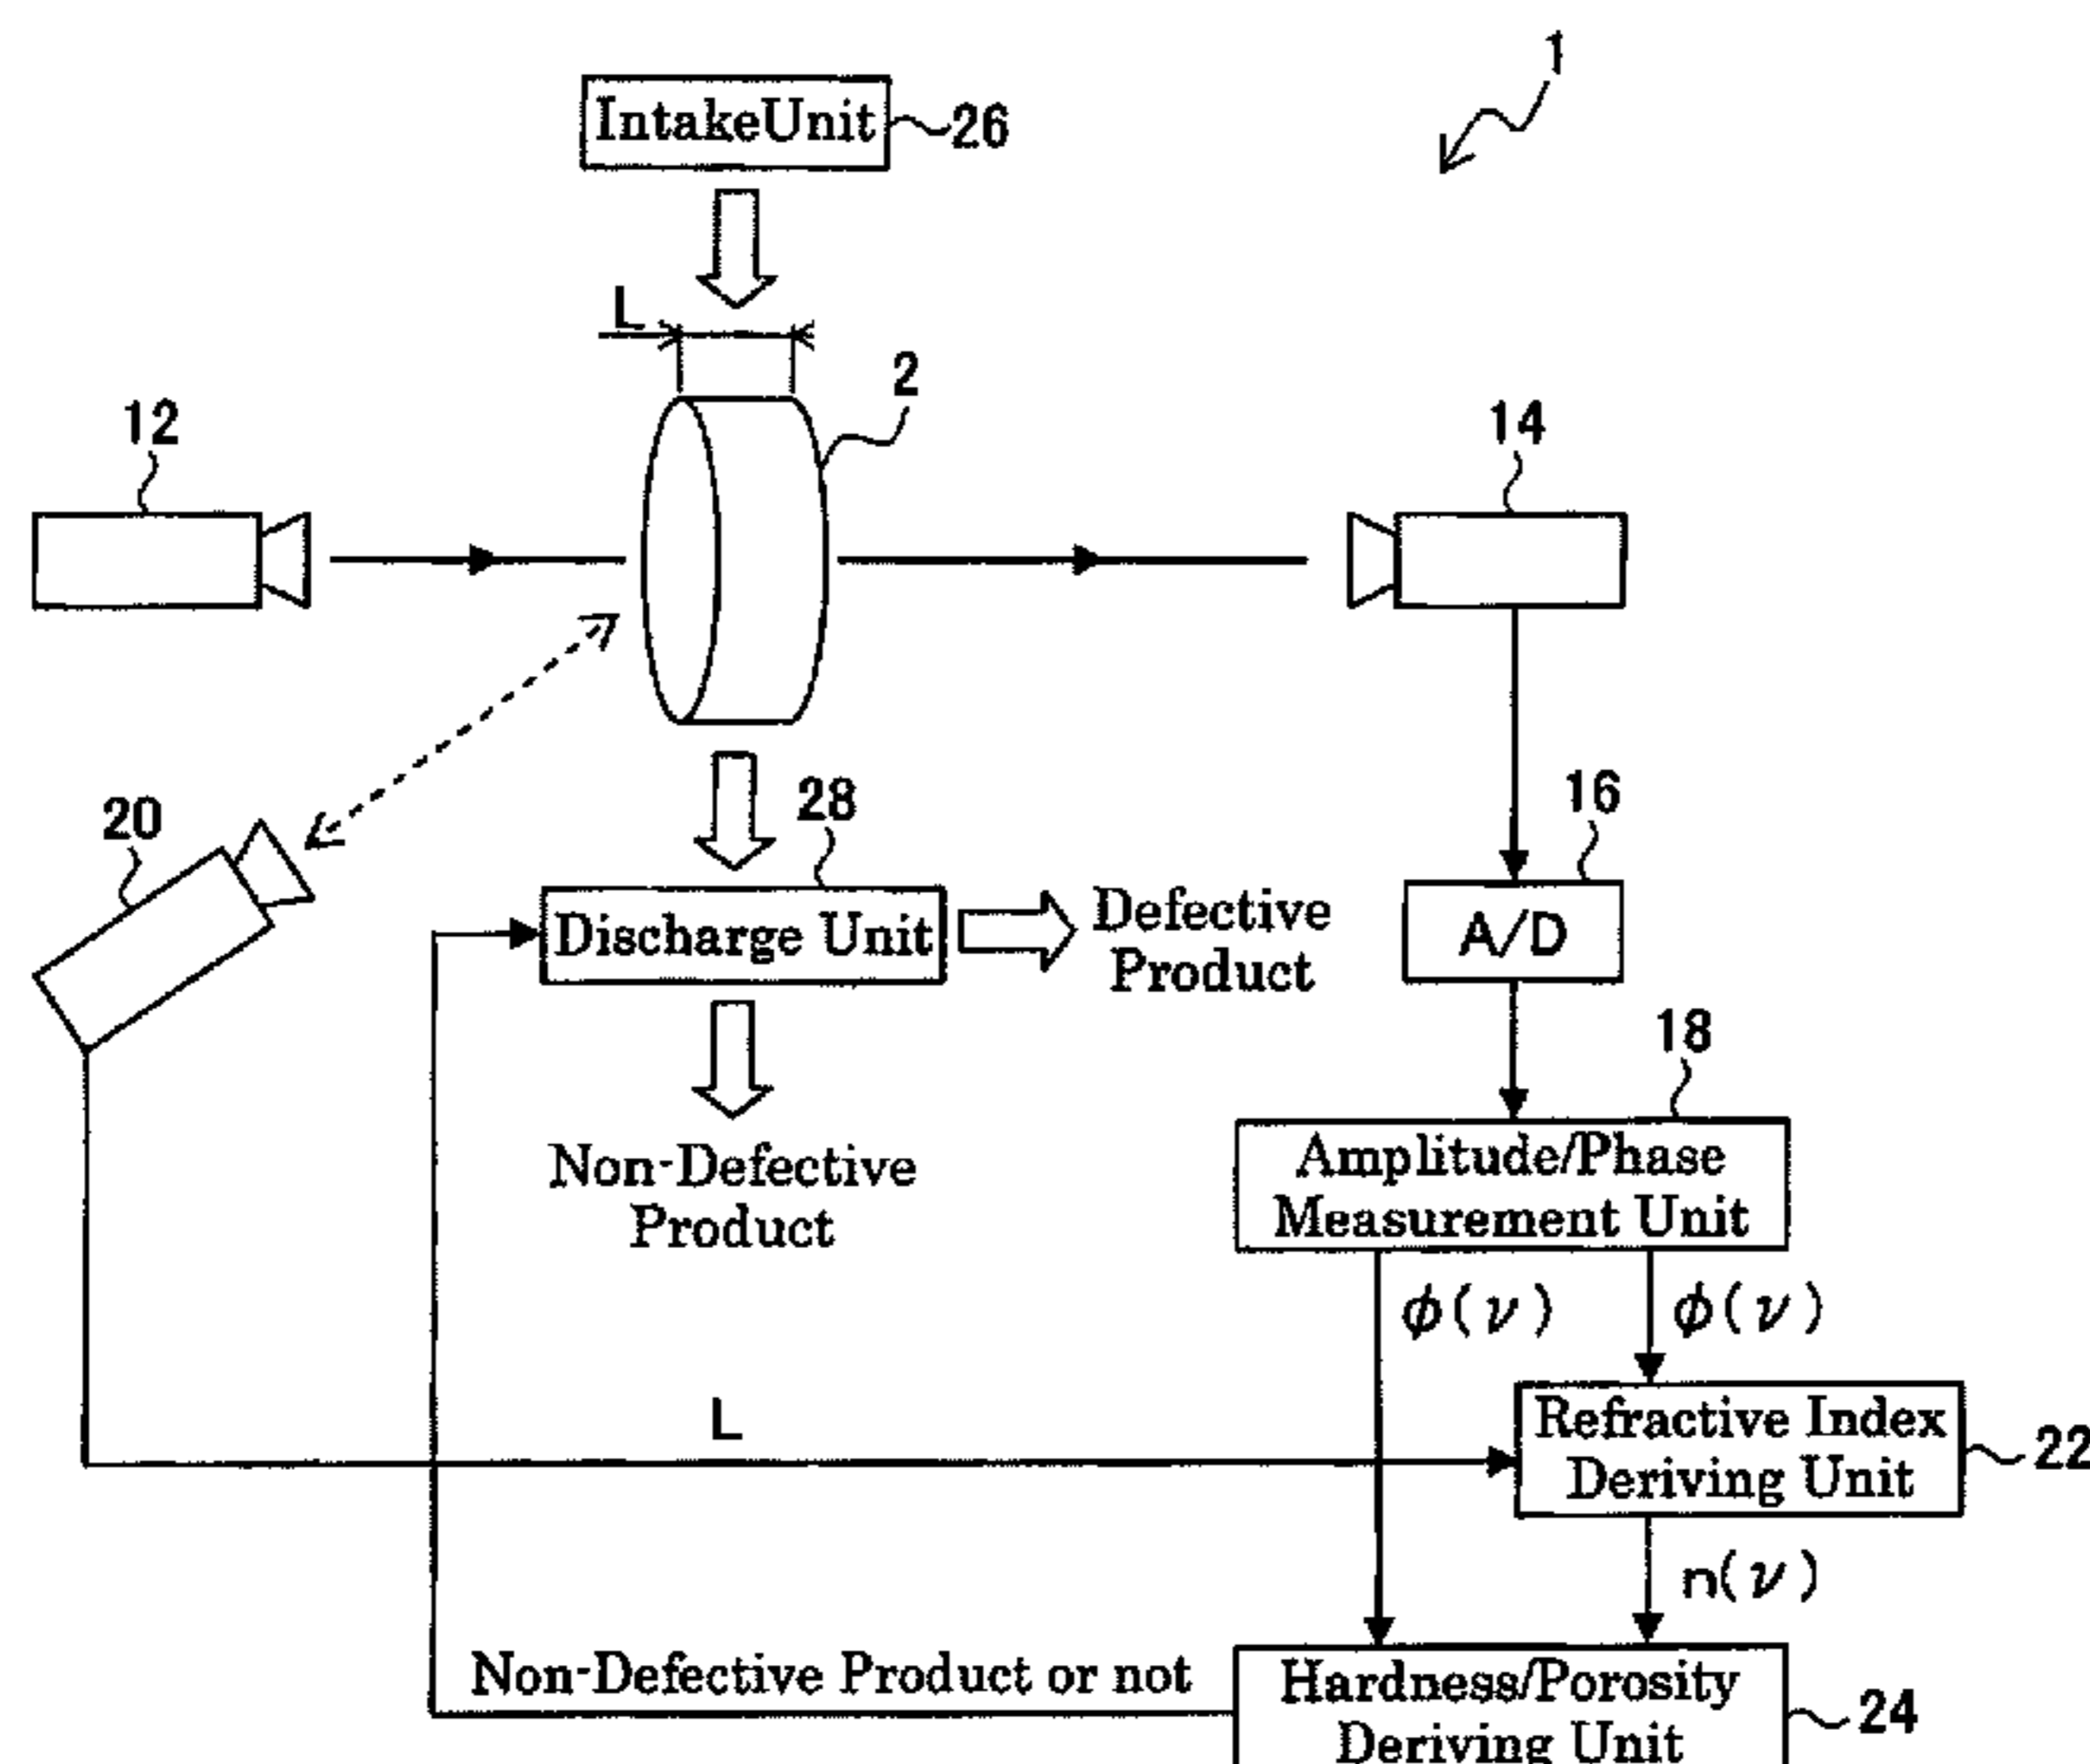 1
IntakeUnit
26
L
2
12
14
20
28
16
Discharge Unit
Defective
Product
A/D
18
Non-Defective
Product
Amplitude/Phase
Measurement Unit
ϕ(ν)
ϕ(ν)
L
Refractive Index
Deriving Unit
22
n(ν)
Non-Defective Product or not
Hardness/Porosity
Deriving Unit
24